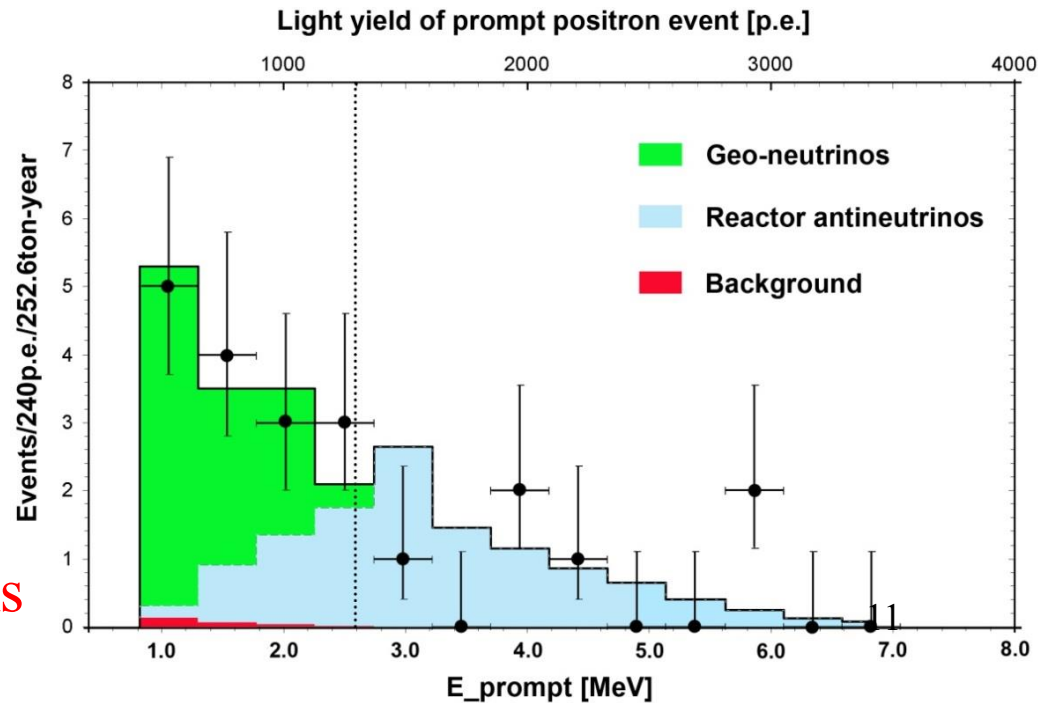 Light yield of prompt positron event [p.e.]
1000 2000 3000 4000
8
7
6
5
4
3
2
1
0
Events/240p.e./252.6ton-year
Geo-neutrinos
Reactor antineutrinos
Background
s
11
1.0 2.0 3.0 4.0 5.0 6.0 7.0 8.0
E_prompt [MeV]